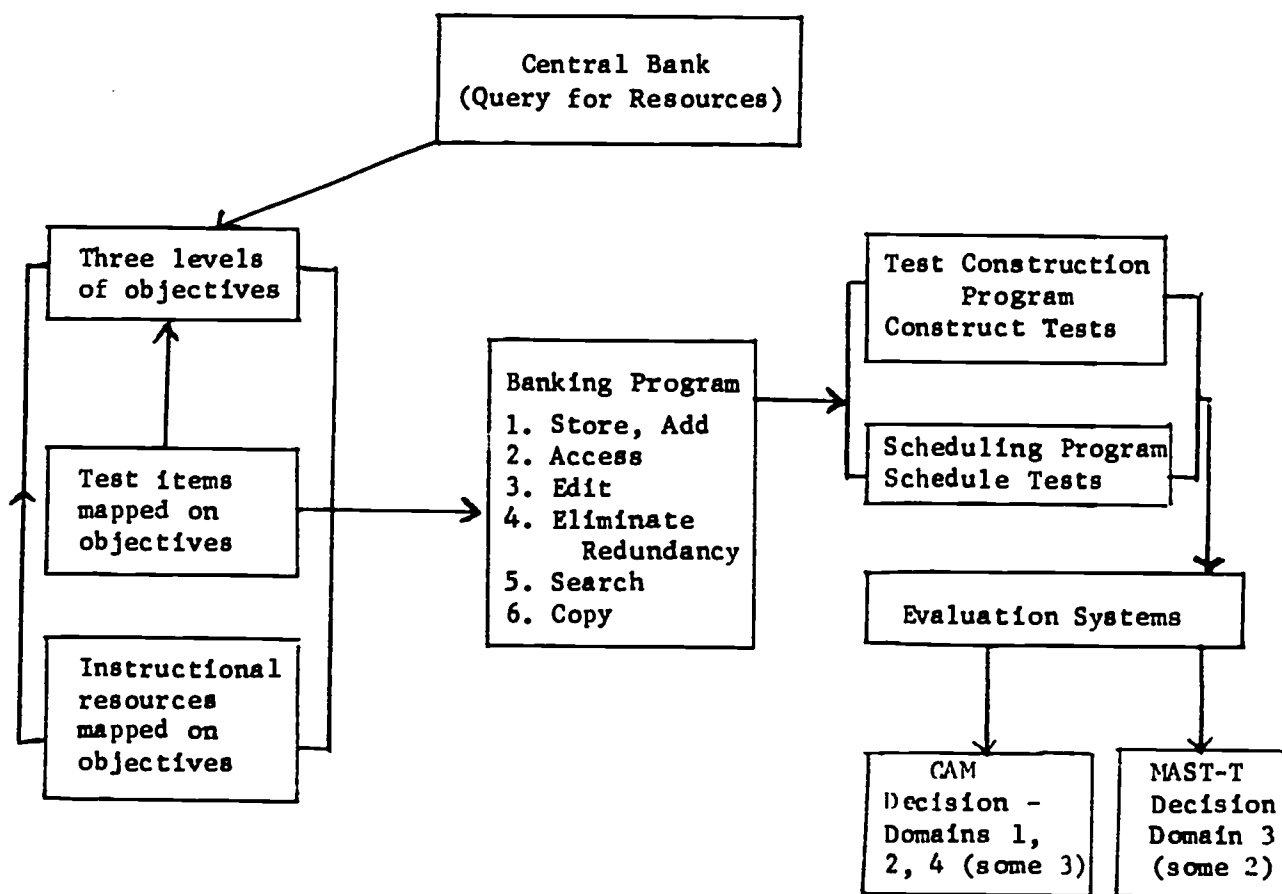 Central Bank
(Query for Resources)
Three levels
of objectives
Test items
mapped on
objectives
Instructional
resources
mapped on
objectives
Banking Program
1. Store, Add
2. Access
3. Edit
4. Eliminate
Redundancy
5. Search
6. Copy
Test Construction
Program
Construct Tests
Scheduling Program
Schedule Tests
Evaluation Systems
CAM
Decision -
Domains 1,
2, 4 (some 3)
MAST-T
Decision
Domain 3
(some 2)